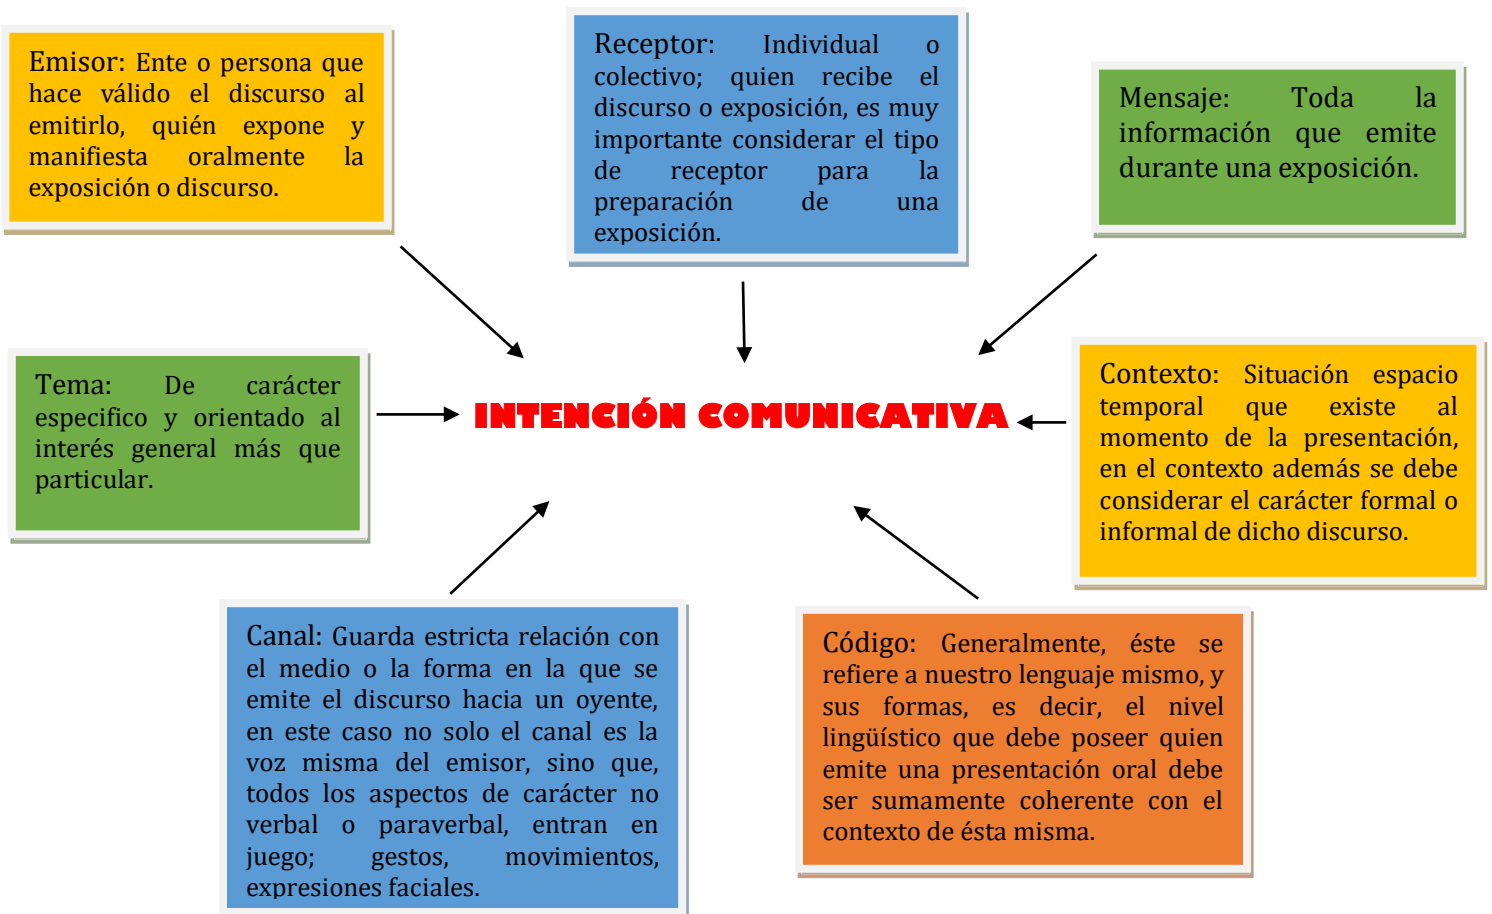 Emisor: Ente o persona que
hace válido el discurso al
emitirlo, quién expone y
manifiesta oralmente la
exposición o discurso.
Receptor: Individual o
colectivo; quien recibe el
discurso o exposición, es muy
importante considerar el tipo
de receptor para la
preparación de una
exposición.
Mensaje: Toda la
información que emite
durante una exposición.
Tema: De carácter
especifico y orientado al
interés general más que
particular.
INTENCIÓN COMUNICATIVA
Contexto: Situación espacio
temporal que existe al
momento de la presentación,
en el contexto además se debe
considerar el carácter formal o
informal de dicho discurso.
Canal: Guarda estricta relación con
el medio o la forma en la que se
emite el discurso hacia un oyente,
en este caso no solo el canal es la
voz misma del emisor, sino que,
todos los aspectos de carácter no
verbal o paraverbal, entran en
juego; gestos, movimientos,
expresiones faciales.
Código: Generalmente, éste se
refiere a nuestro lenguaje mismo, y
sus formas, es decir, el nivel
lingüístico que debe poseer quien
emite una presentación oral debe
ser sumamente coherente con el
contexto de ésta misma.